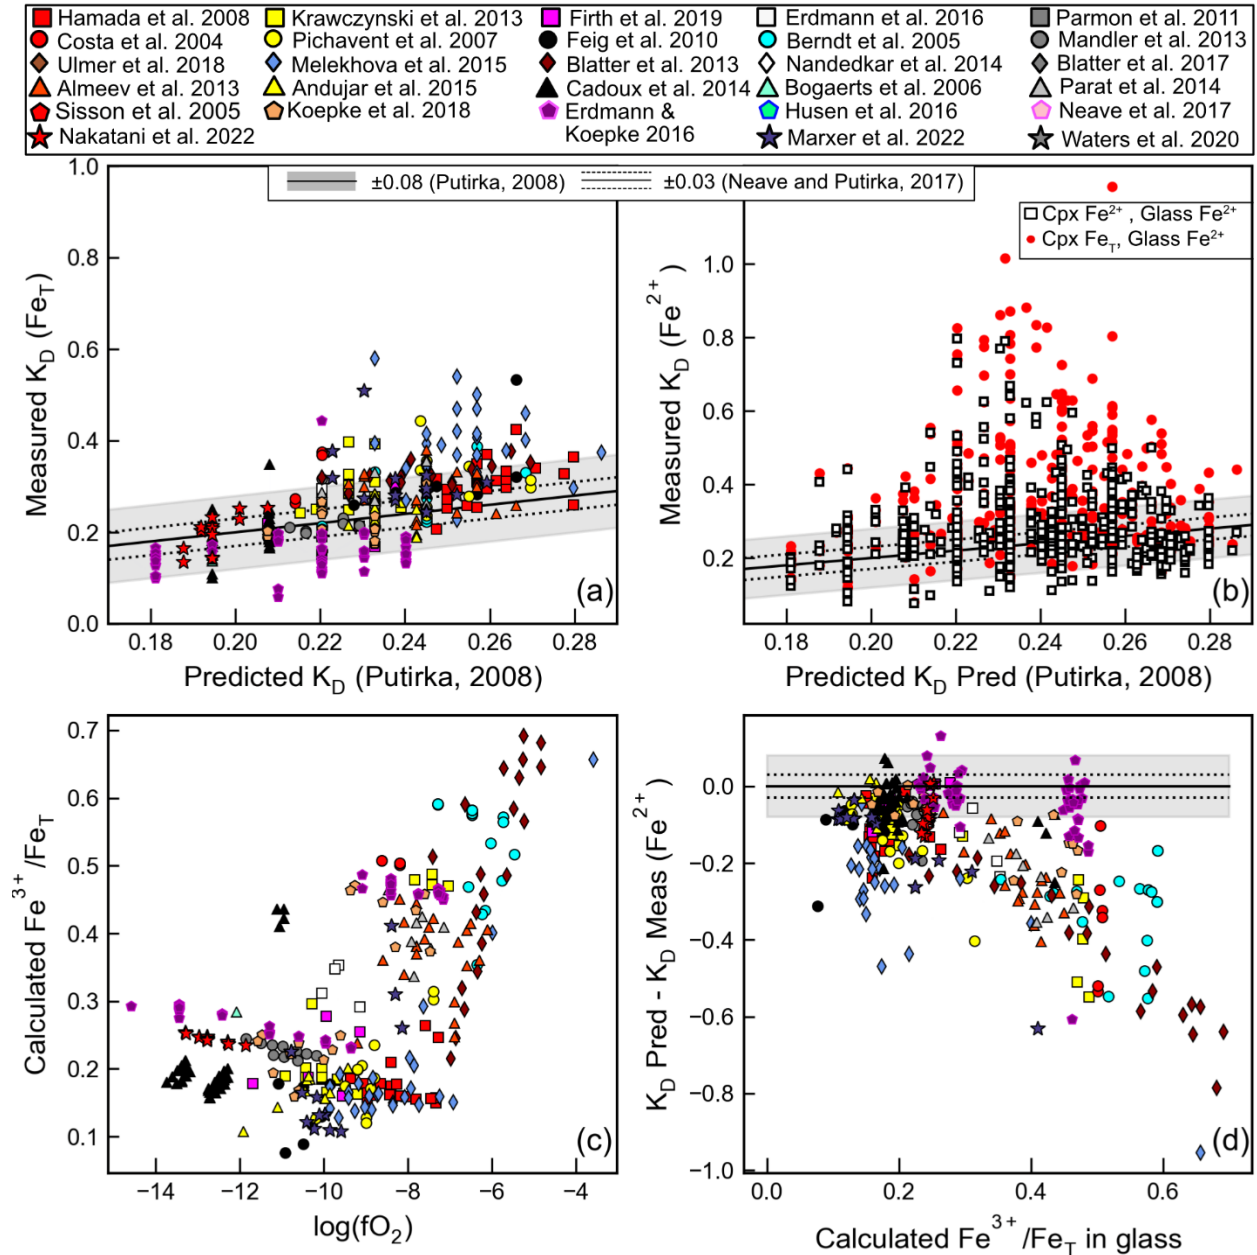 Hamada et al. 2008
Krawczynski et al. 2013
Firth et al. 2019
Erdmann et al. 2016
Parmon et al. 2011
Costa et al. 2004
Pichavent et al. 2007
Feig et al. 2010
Berndt et al. 2005
Mandler et al. 2013
Ulmer et al. 2018
Melekhova et al. 2015
Blatter et al. 2013
Nandedkar et al. 2014
Blatter et al. 2017
Almeev et al. 2013
Andujar et al. 2015
Cadoux et al. 2014
Bogaerts et al. 2006
Parat et al. 2014
Sisson et al. 2005
Koepke et al. 2018
Erdmann &
Koepke 2016
Husen et al. 2016
Neave et al. 2017
Nakatani et al. 2022
Marxer et al. 2022
Waters et al. 2020
±0.08 (Putirka, 2008)
±0.03 (Neave and Putirka, 2017)
1.0
0.8
0.6
0.4
0.2
0.0
Measured K_D (Fe_T)
(a)
0.18 0.20 0.22 0.24 0.26 0.28
Predicted K_D (Putirka, 2008)
Cpx Fe²⁺ , Glass Fe²⁺
Cpx Fe_T, Glass Fe²⁺
1.0
0.8
0.6
0.4
0.2
Measured K_D (Fe²⁺)
(b)
0.18 0.20 0.22 0.24 0.26 0.28
Predicted K_D Pred (Putirka, 2008)
0.7
0.6
0.5
0.4
0.3
0.2
0.1
Calculated Fe³⁺/Fe_T
(c)
−14 −12 −10 −8 −6 −4
log(fO₂)
0.0
−0.2
−0.4
−0.6
−0.8
−1.0
K_D Pred - K_D Meas (Fe²⁺)
(d)
0.0 0.2 0.4 0.6
Calculated Fe³⁺/Fe_T in glass